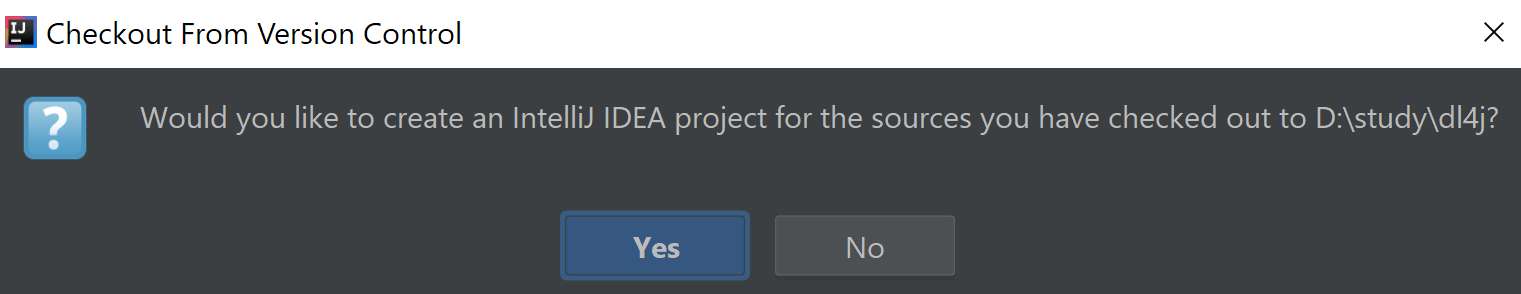 IJ
Checkout From Version Control
?
Would you like to create an IntelliJ IDEA project for the sources you have checked out to D:\study\dl4j?
Yes
No